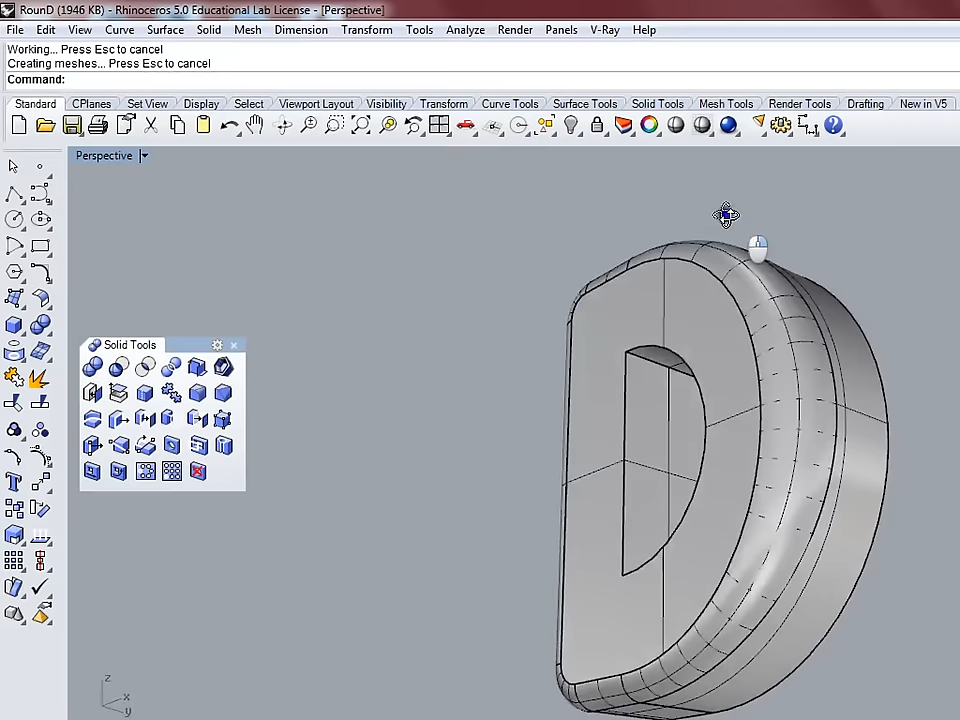 RounD (1946 KB) - Rhinoceros 5.0 Educational Lab License - [Perspective]
File Edit View Curve Surface Solid Mesh Dimension Transform Tools Analyze Render Panels V-Ray Help
Working... Press Esc to cancel
Creating meshes... Press Esc to cancel
Command:
Standard CPlanes Set View Display Select Viewport Layout Visibility Transform Curve Tools Surface Tools Solid Tools Mesh Tools Render Tools Drafting New in V5
Perspective
Solid Tools
z
x
y